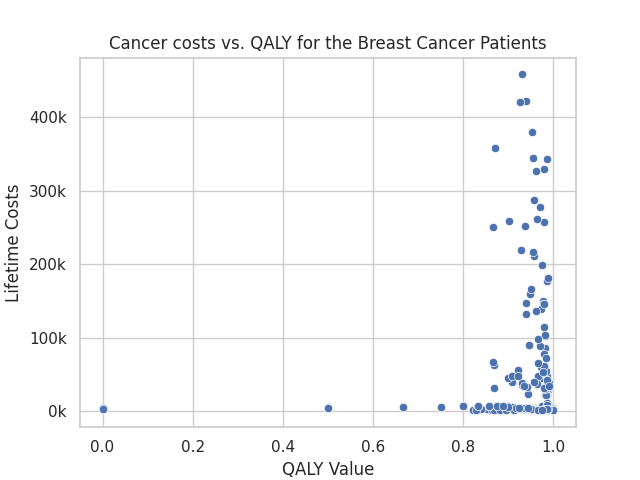 Cancer costs vs. QALY for the Breast Cancer Patients
400k
300k
200k
100k
0k
Lifetime Costs
0.0 0.2 0.4 0.6 0.8 1.0
QALY Value